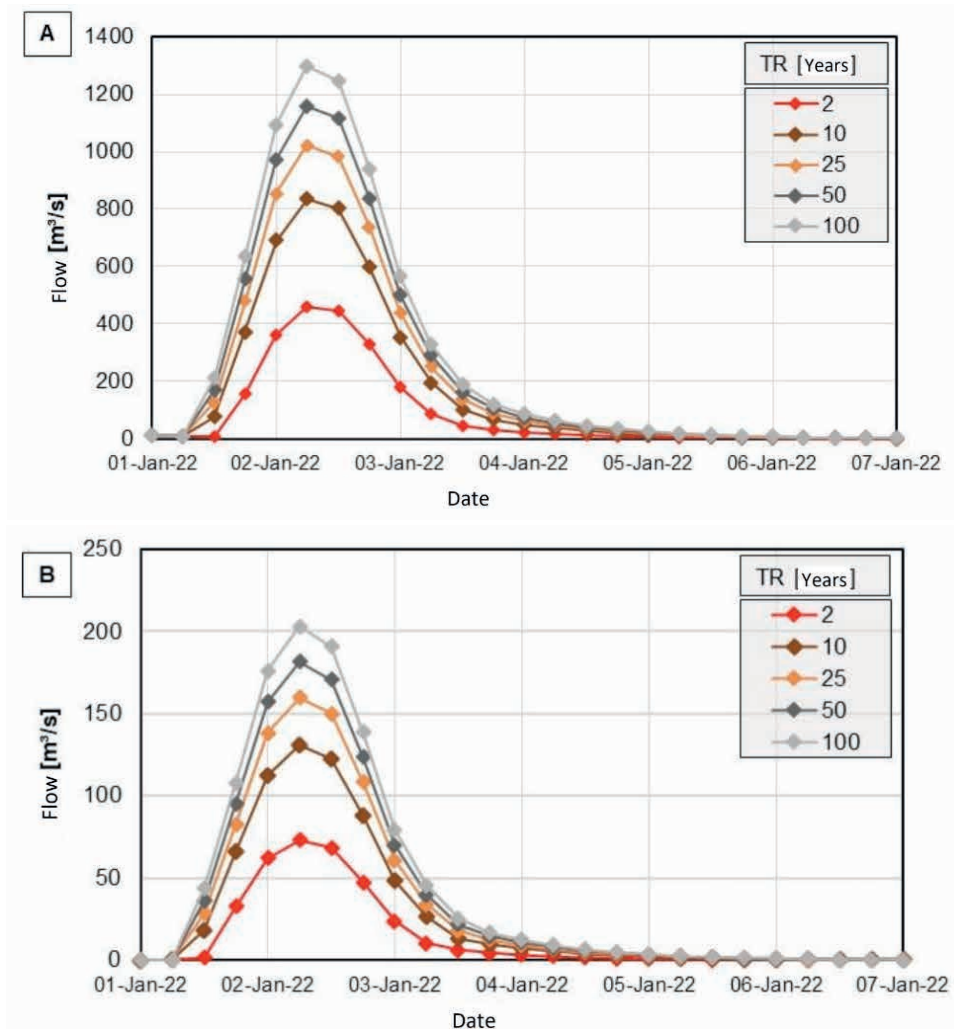 A
1400
1200
1000
800
600
400
200
0
Flow [m³/s]
TR [Years]
2
10
25
50
100
01-Jan-22 02-Jan-22 03-Jan-22 04-Jan-22 05-Jan-22 06-Jan-22 07-Jan-22
Date
B
250
200
150
100
50
0
Flow [m³/s]
TR [Years]
2
10
25
50
100
01-Jan-22 02-Jan-22 03-Jan-22 04-Jan-22 05-Jan-22 06-Jan-22 07-Jan-22
Date